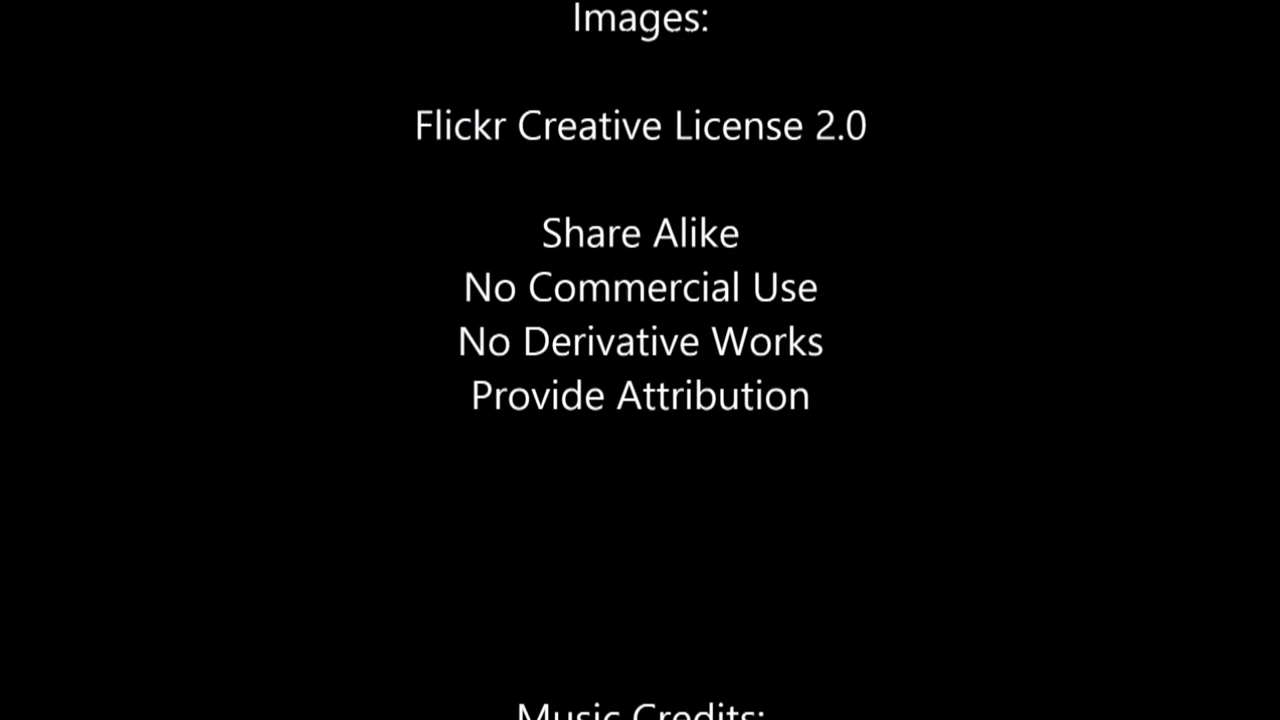 Images:
Flickr Creative License 2.0
Share Alike
No Commercial Use
No Derivative Works
Provide Attribution
Music Credits: